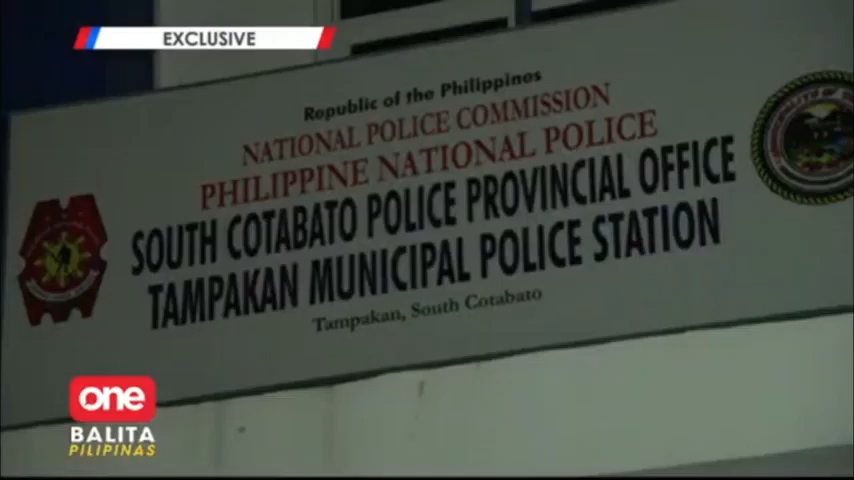 EXCLUSIVE
Republic of the Philippines
NATIONAL POLICE COMMISSION
PHILIPPINE NATIONAL POLICE
SOUTH COTABATO POLICE PROVINCIAL OFFICE
TAMPAKAN MUNICIPAL POLICE STATION
Tampakan, South Cotabato
one
BALITA
PILIPINAS